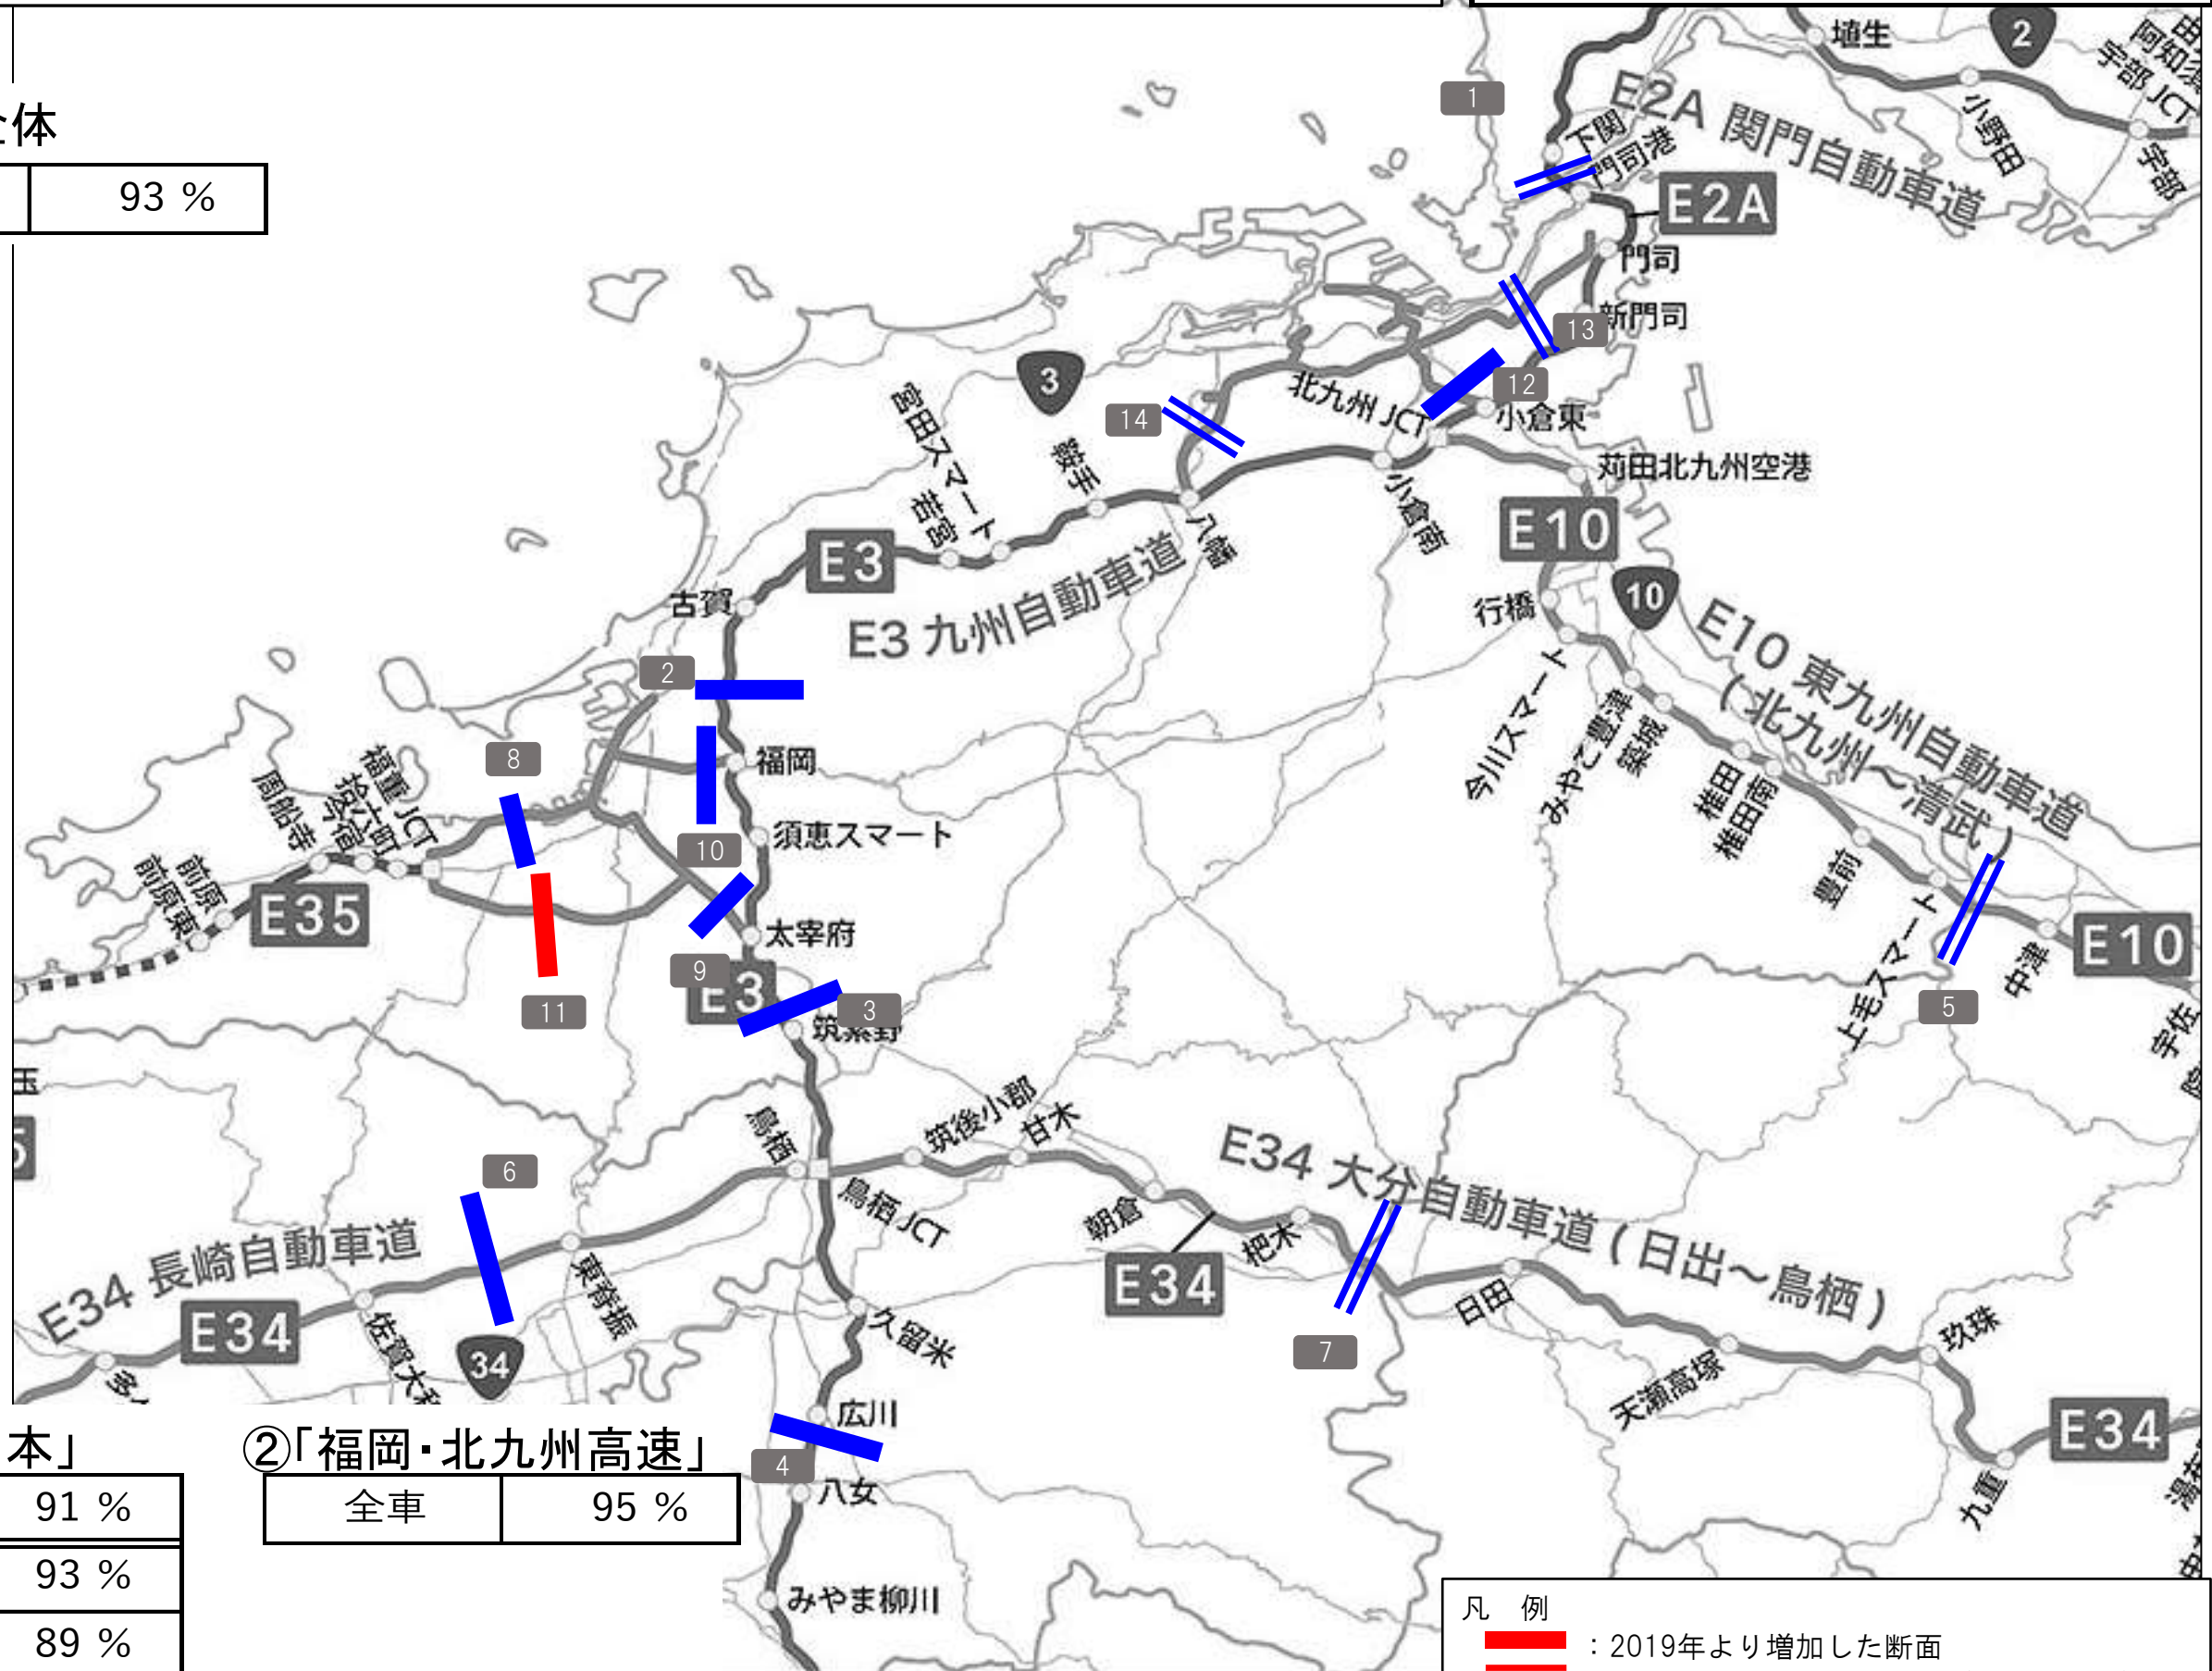 全体
93 %
1
2
埴生
小野田
宇部JCT
宇部
E2A 関門自動車道
下関
門司港
E2A
門司
新門司
13
12
3
14
北九州 JCT
小倉東
苅田北九州空港
小倉南
八幡
鞍手
宮田スマート
若宮
E3
E3 九州自動車道
古賀
E10
行橋
10
E10 東九州自動車道
(北九州～清武)
今川スマート
みやこ豊津
築城
椎田
椎田南
豊前
上毛スマート
中津
E10
宇佐
5
2
福岡
8
10
須恵スマート
福重 JCT
拾六町
今宿
周船寺
前原
前原東
E35
太宰府
9
E3
3
筑紫野
11
6
鳥栖
筑後小郡
甘木
鳥栖 JCT
朝倉
杷木
E34 大分自動車道(日出～鳥栖)
E34
日田
7
天瀬高塚
玖珠
九重
E34
E34 長崎自動車道
E34
34
東脊振
佐賀大和
久留米
広川
4
八女
みやま柳川
本」
91 %
93 %
89 %
②「福岡・北九州高速」
全車
95 %
凡 例
：2019年より増加した断面